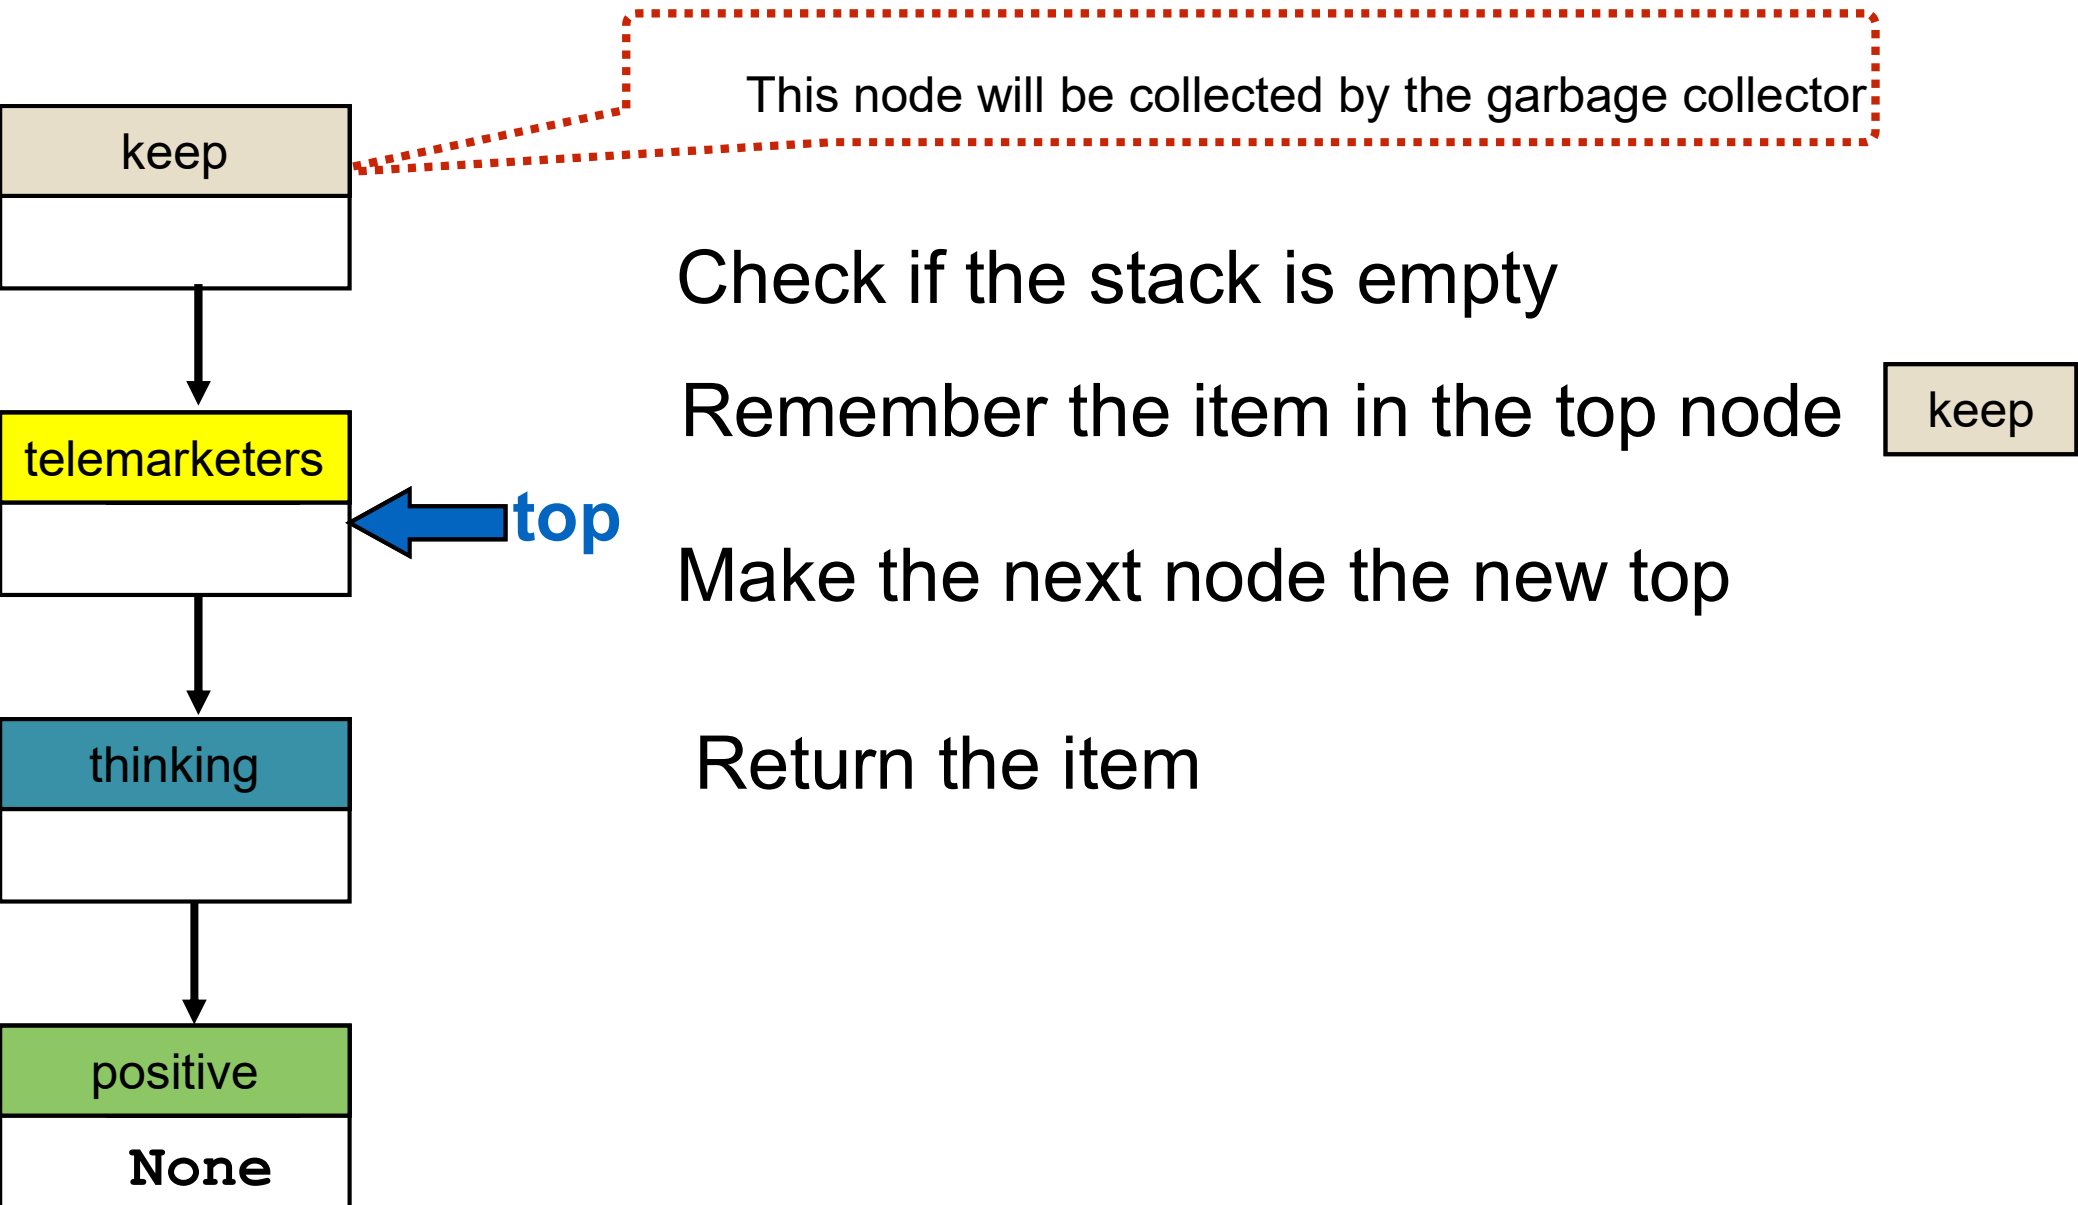 This node will be collected by the garbage collector
keep
Check if the stack is empty
Remember the item in the top node
keep
telemarketers
top
Make the next node the new top
thinking
Return the item
positive
None